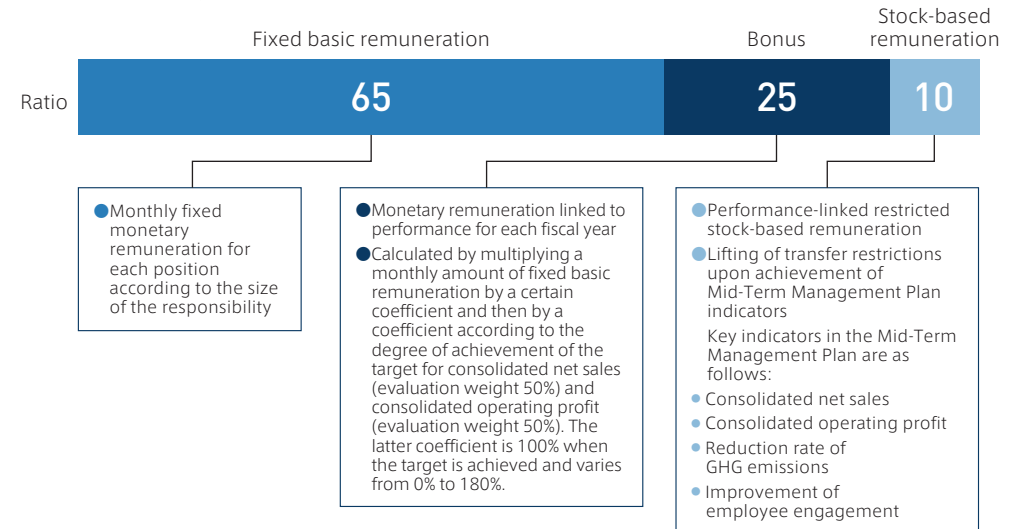 Fixed basic remuneration
Bonus
Stock-based
remuneration
Ratio
65
25
10
●Monthly fixed
monetary
remuneration for
each position
according to the size
of the responsibility
●Monetary remuneration linked to
performance for each fiscal year
●Calculated by multiplying a
monthly amount of fixed basic
remuneration by a certain
coefficient and then by a
coefficient according to the
degree of achievement of the
target for consolidated net sales
(evaluation weight 50%) and
consolidated operating profit
(evaluation weight 50%). The
latter coefficient is 100% when
the target is achieved and varies
from 0% to 180%.
●Performance-linked restricted
stock-based remuneration
●Lifting of transfer restrictions
upon achievement of
Mid-Term Management Plan
indicators
Key indicators in the Mid-Term
Management Plan are as
follows:
• Consolidated net sales
• Consolidated operating profit
• Reduction rate of
GHG emissions
• Improvement of
employee engagement